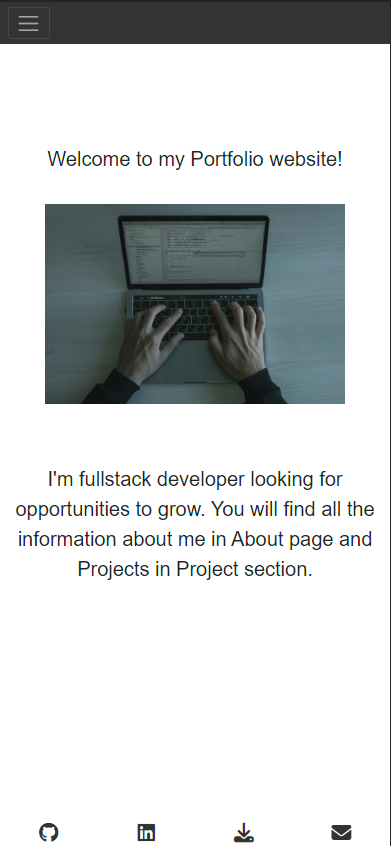 Welcome to my Portfolio website!
I'm fullstack developer looking for
opportunities to grow. You will find all the
information about me in About page and
Projects in Project section.